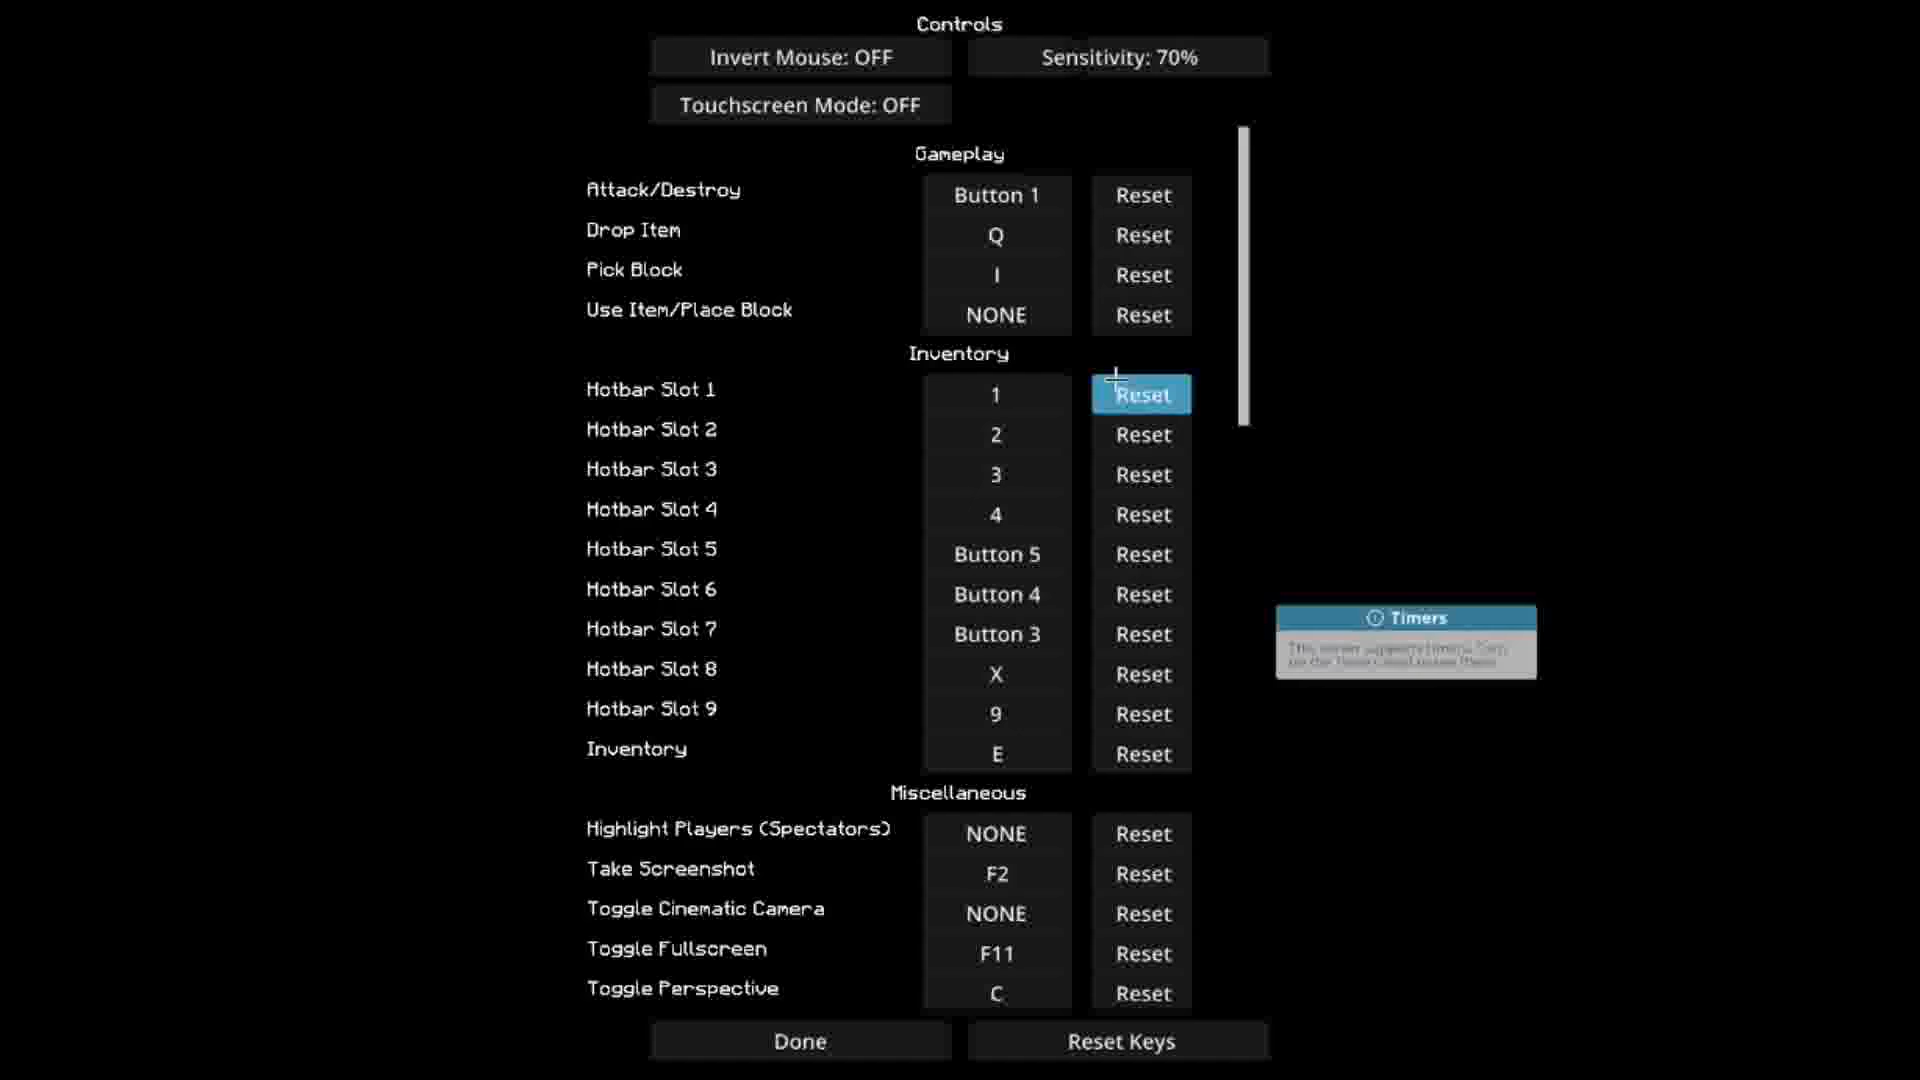 Controls
Invert Mouse: OFF Sensitivity: 70%
Touchscreen Mode: OFF
Gameplay
Attack/Destroy Button 1 Reset
Drop Item Q Reset
Pick Block I Reset
Use Item/Place Block NONE Reset
Inventory
Hotbar Slot 1 1 Reset
Hotbar Slot 2 2 Reset
Hotbar Slot 3 3 Reset
Hotbar Slot 4 4 Reset
Hotbar Slot 5 Button 5 Reset
Hotbar Slot 6 Button 4 Reset
Hotbar Slot 7 Button 3 Reset
Hotbar Slot 8 X Reset
Hotbar Slot 9 9 Reset
Inventory E Reset
Miscellaneous
Highlight Players (Spectators) NONE Reset
Take Screenshot F2 Reset
Toggle Cinematic Camera NONE Reset
Toggle Fullscreen F11 Reset
Toggle Perspective C Reset
Done Reset Keys
Timers
This server supports